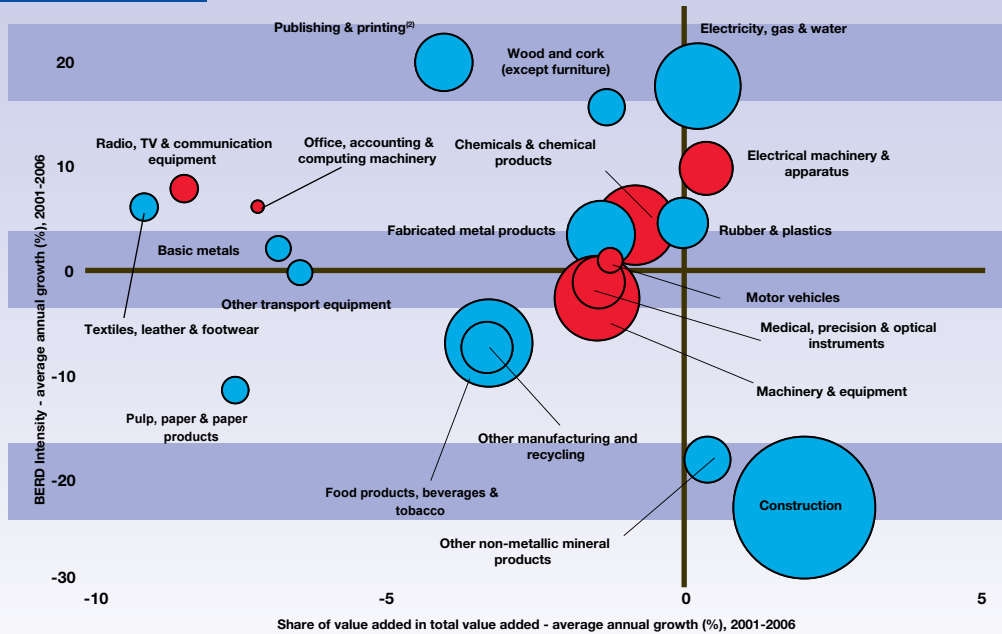 Publishing & printing(2)
Electricity, gas & water
Wood and cork
(except furniture)
20
Radio, TV & communication
equipment
Office, accounting &
computing machinery
Chemicals & chemical
products
Electrical machinery &
apparatus
10
Fabricated metal products
Rubber & plastics
Basic metals
0
Other transport equipment
Motor vehicles
Textiles, leather & footwear
Medical, precision & optical
instruments
-10
Machinery & equipment
Pulp, paper & paper
products
Other manufacturing and
recycling
-20
Food products, beverages &
tobacco
Construction
Other non-metallic mineral
products
-30
BERD Intensity - average annual growth (%), 2001-2006
-10
-5
0
5
Share of value added in total value added - average annual growth (%), 2001-2006